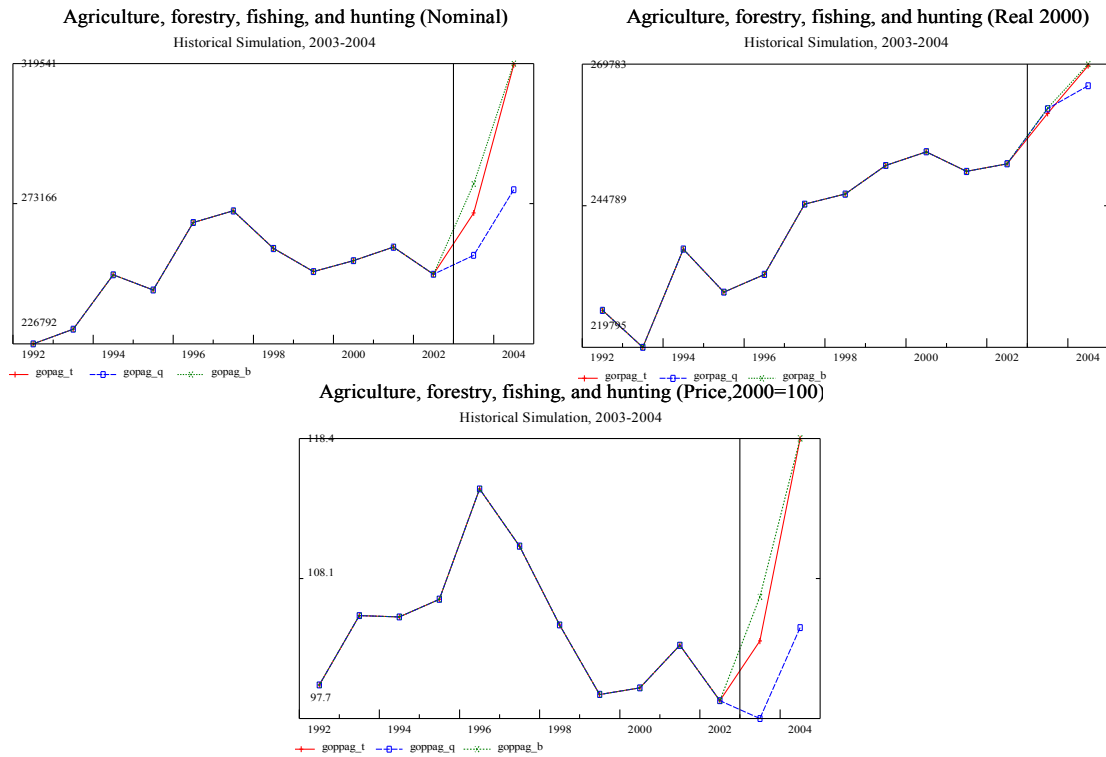 Agriculture, forestry, fishing, and hunting (Nominal)
Historical Simulation, 2003-2004
319541
273166
226792
1992 1994 1996 1998 2000 2002 2004
gopag_t gopag_q gopag_b
Agriculture, forestry, fishing, and hunting (Real 2000)
Historical Simulation, 2003-2004
269783
244789
219795
1992 1994 1996 1998 2000 2002 2004
gorpag_t gorpag_q gorpag_b
Agriculture, forestry, fishing, and hunting (Price,2000=100)
Historical Simulation, 2003-2004
118.4
108.1
97.7
1992 1994 1996 1998 2000 2002 2004
goppag_t goppag_q goppag_b